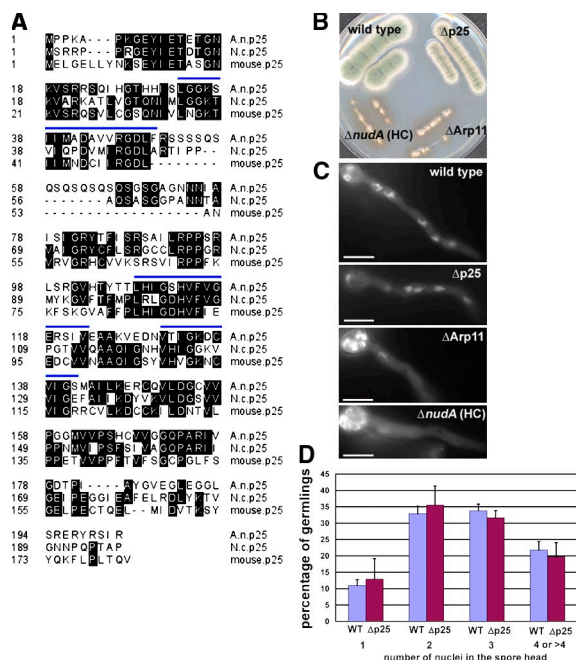 A
1 MPPKA----PKGEYIETETGN A.n.p25
1 MSRRP----PRGEYIETDTGN N.c.p25
1 MELGELLYNKSEYIETASGN mouse.p25
18 KVSRRSQIHGTHHISLGGKS A.n.p25
18 KVARKATLVGTQNIMLGGKT N.c.p25
21 KVSRQSVLCGSQNIVLNGKT mouse.p25
38 IIMADAVVRGDLFRSSSSQS A.n.p25
38 VIQPDVMIRGDLARTIPP-- N.c.p25
41 IIMNDCIIRGDL-------- mouse.p25
58 QSQSQSQSQSGSGAGNNNIA A.n.p25
56 -------AQSASGGPANNTA N.c.p25
53 ------------------AN mouse.p25
78 ISIGRYTFISRSAILRPPSR A.n.p25
69 VAIGRYCFLSRGCCLRPPGR N.c.p25
55 VRVGRHCVVKSRSVIRPPFK mouse.p25
98 LSRGVHTYTTLHIGSHVFVG A.n.p25
89 MYKGVFTFMPLRLGDHVFVG N.c.p25
75 KFSKGVAFFPLHIGDHVFIE mouse.p25
118 ERSIVEAAKVEDNVTIGKDC A.n.p25
109 PGTVVQAAQIGNHVHIGGKV N.c.p25
95 EDCVVNAAQIGSYVHVGKNC mouse.p25
138 VIGSMAILKERCQVLDGCVV A.n.p25
129 VIGEFAIIKDYVKVLDGSVV N.c.p25
115 VIGRRCVLKDCCKILDNTVL mouse.p25
158 PGGMVVPSHCVVGGQPARIV A.n.p25
149 PPNMVIPSFSIVAGQPARII N.c.p25
135 PPETVVPPFTVFSGCPGLFS mouse.p25
178 GDTPI----AYGVEGLEGGL A.n.p25
169 GEIPEGGIEAFELRDLYKTV N.c.p25
155 GELPECTQEL--MIDVTKSY mouse.p25
194 SRERYRSIR A.n.p25
189 GNNPQPTAP N.c.p25
173 YQKFLPLTQV mouse.p25
B
wild type
Δp25
ΔnudA (HC)
ΔArp11
C
wild type
Δp25
ΔArp11
ΔnudA (HC)
D
percentage of germlings
45
40
35
30
25
20
15
10
5
0
WT Δp25 WT Δp25 WT Δp25 WT Δp25
1 2 3 4 or >4
number of nuclei in the spore head